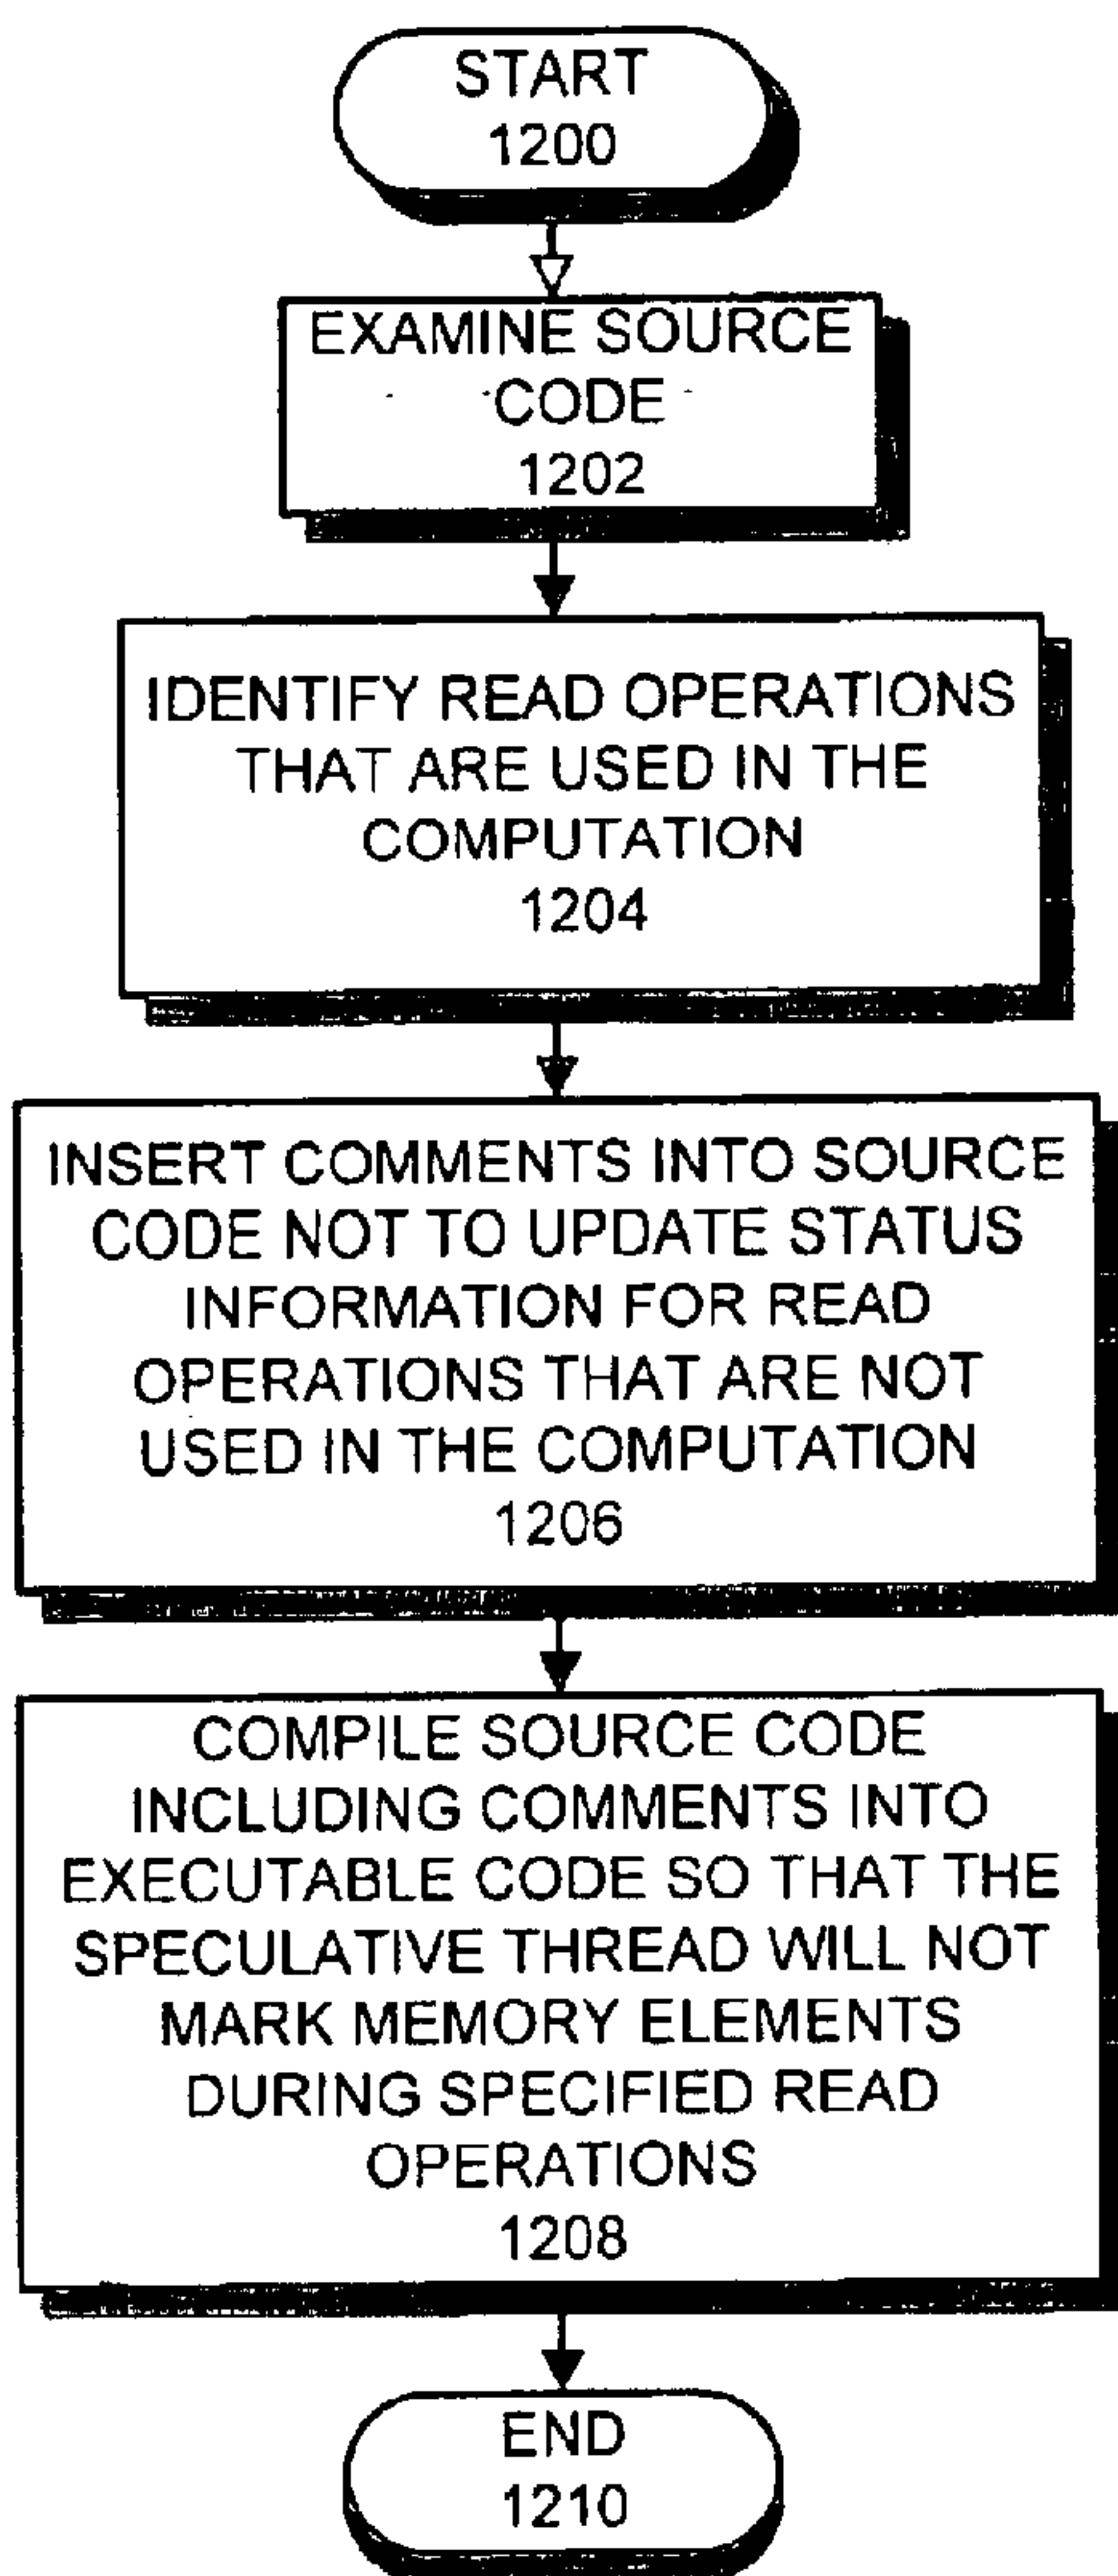 START
1200
EXAMINE SOURCE
CODE
1202
IDENTIFY READ OPERATIONS
THAT ARE USED IN THE
COMPUTATION
1204
INSERT COMMENTS INTO SOURCE
CODE NOT TO UPDATE STATUS
INFORMATION FOR READ
OPERATIONS THAT ARE NOT
USED IN THE COMPUTATION
1206
COMPILE SOURCE CODE
INCLUDING COMMENTS INTO
EXECUTABLE CODE SO THAT THE
SPECULATIVE THREAD WILL NOT
MARK MEMORY ELEMENTS
DURING SPECIFIED READ
OPERATIONS
1208
END
1210